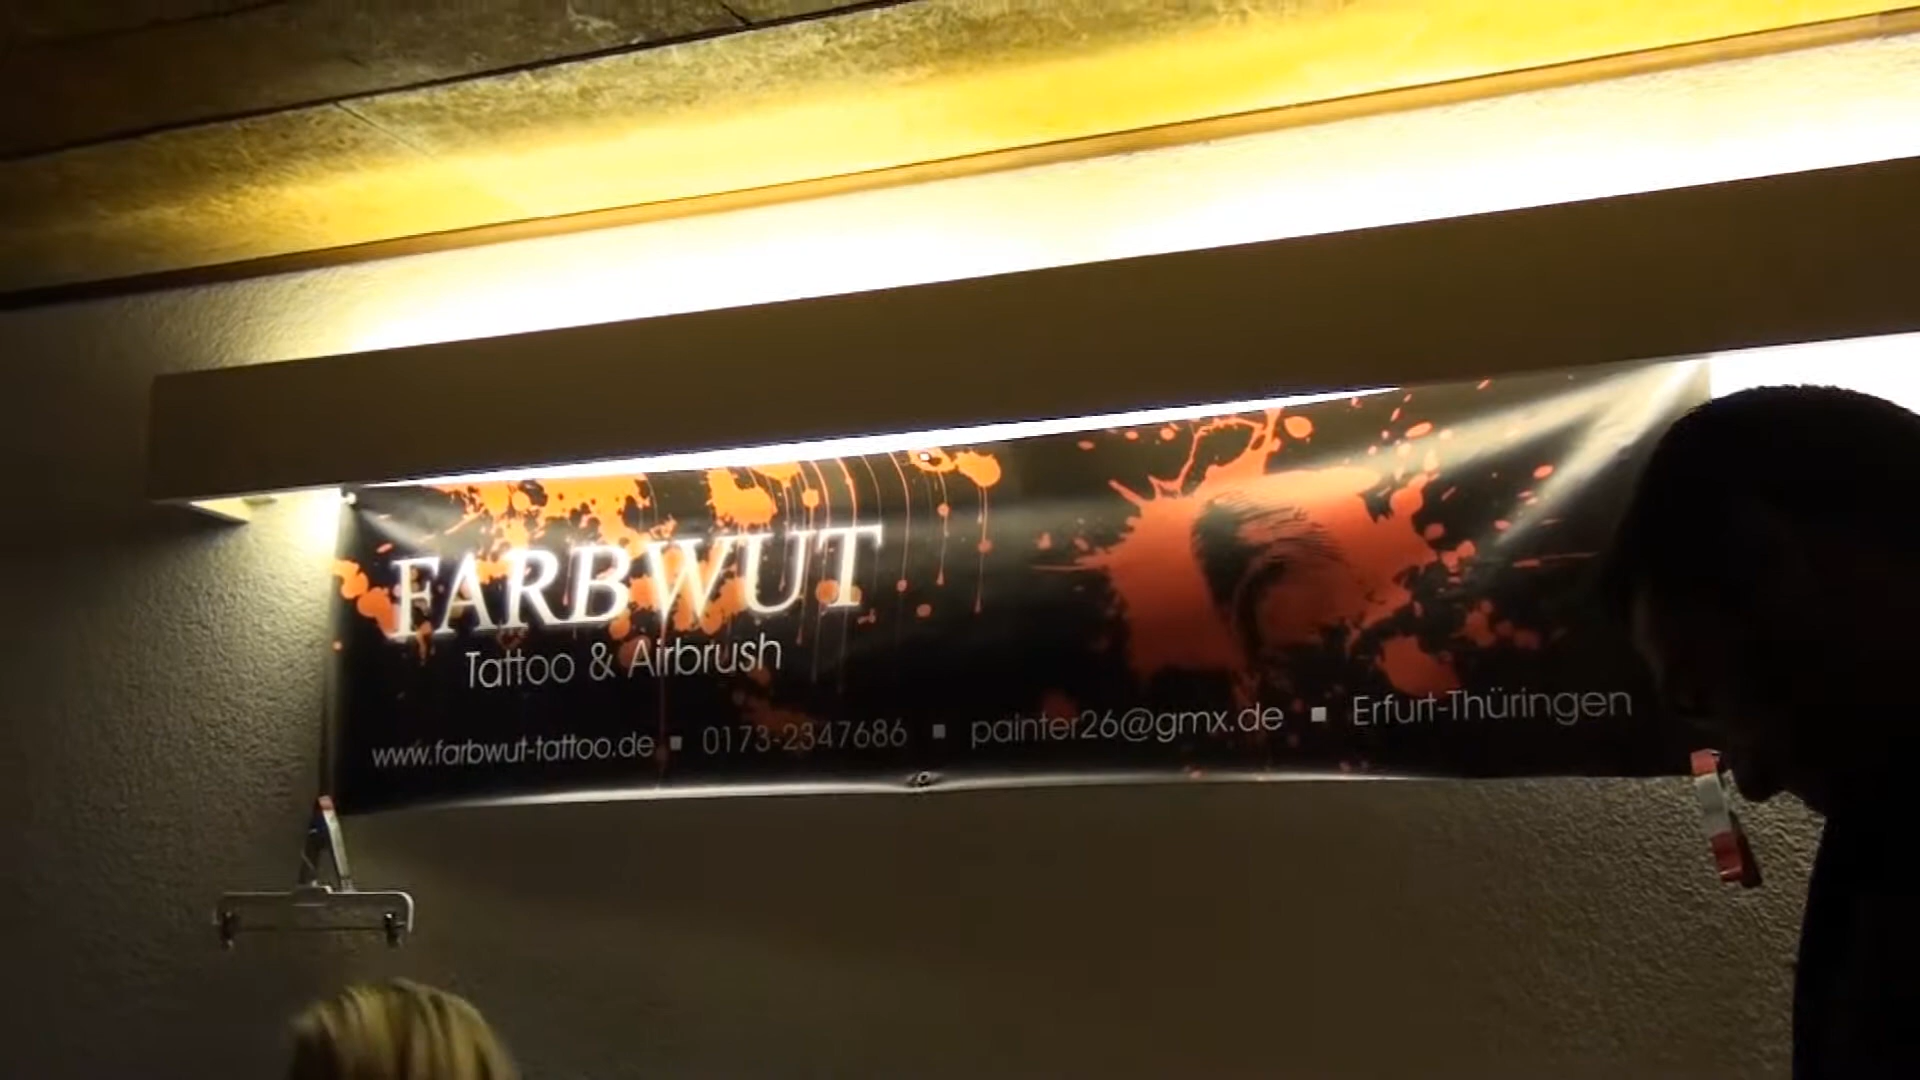 FARBWUT
Tattoo & Airbrush
www.farbwut-tattoo.de ▪ 0173-2347686 ▪ painter26@gmx.de ▪ Erfurt-Thüringen